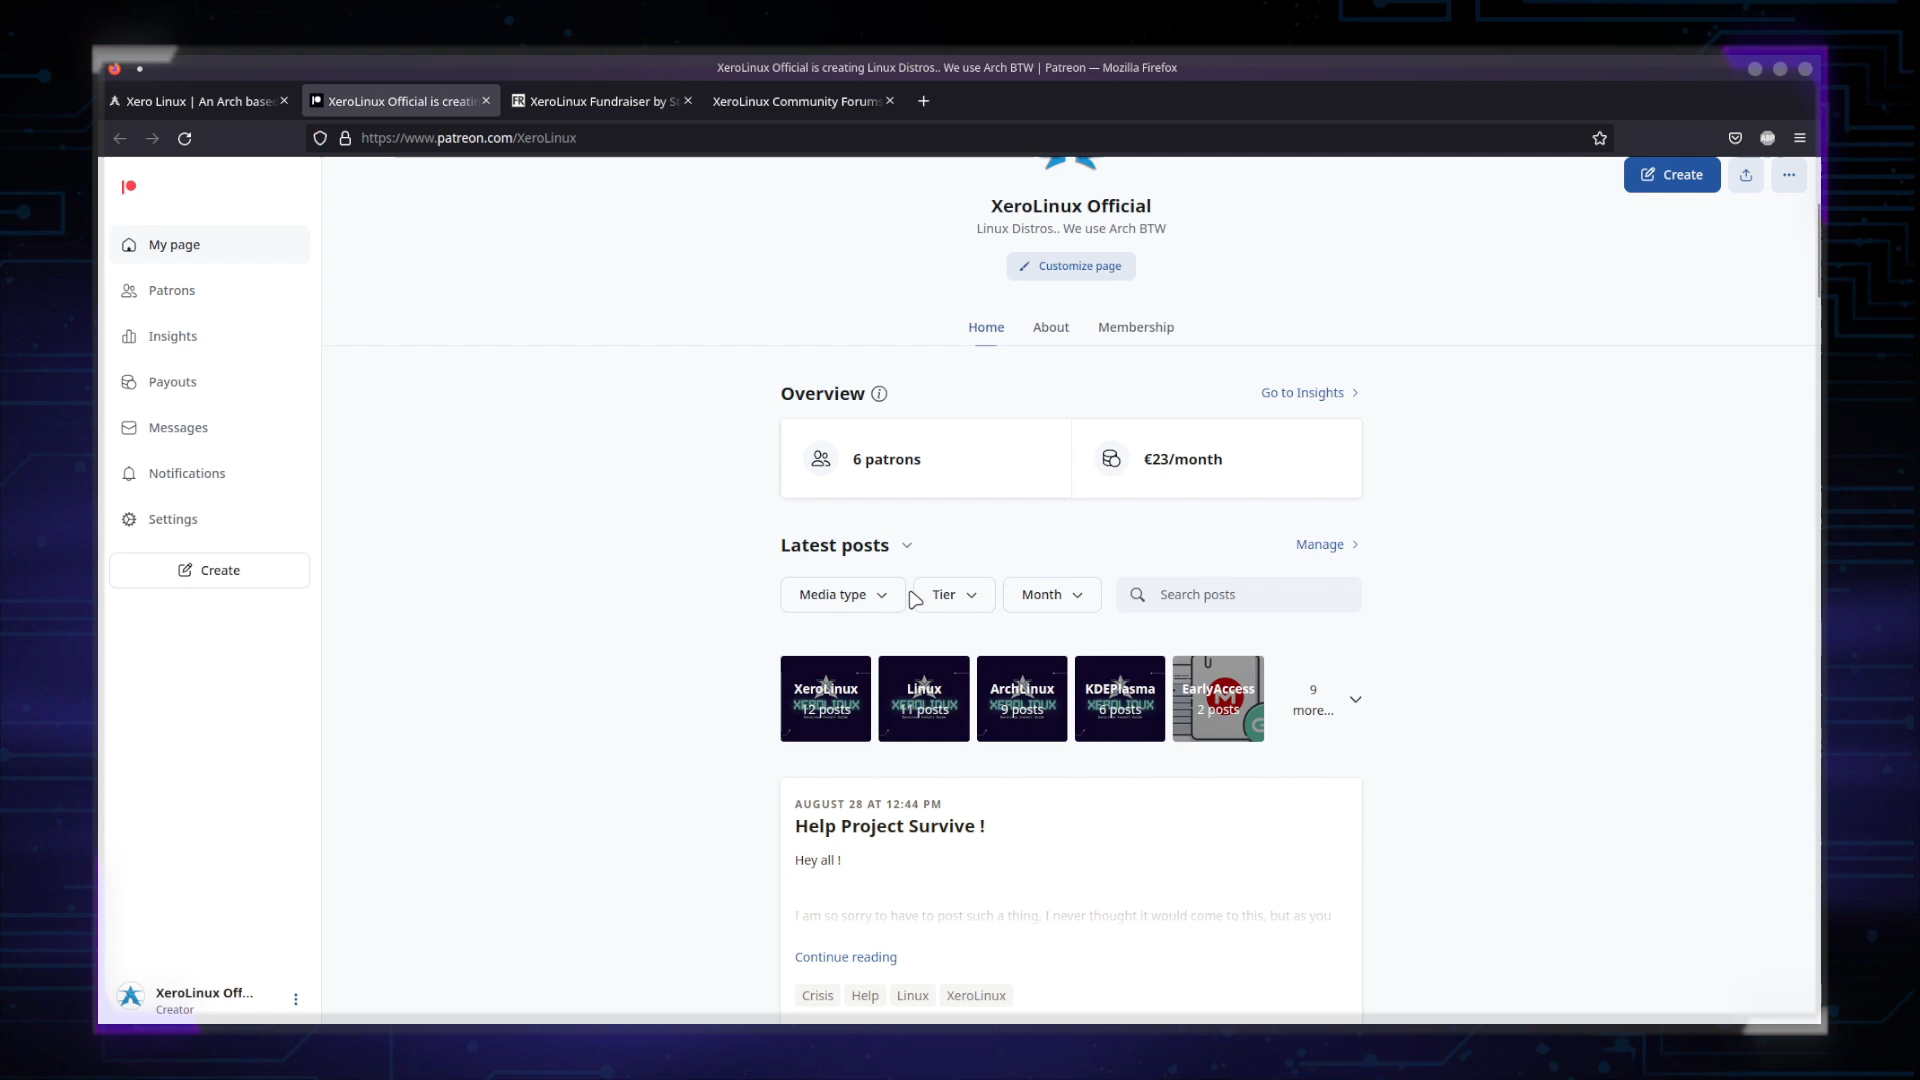 XeroLinux Official is creating Linux Distros.. We use Arch BTW | Patreon — Mozilla Firefox
Xero Linux | An Arch base
XeroLinux Official is creati
FR XeroLinux Fundraiser by S
XeroLinux Community Forums
https://www.patreon.com/XeroLinux
ABP
Create
XeroLinux Official
Linux Distros.. We use Arch BTW
Customize page
My page
Patrons
Insights
Payouts
Messages
Notifications
Settings
Create
Home
About
Membership
Overview
Go to Insights
6 patrons
€23/month
Latest posts
Manage
Media type
Tier
Month
Search posts
XeroLinux
12 posts
Linux
11 posts
ArchLinux
9 posts
KDEPlasma
6 posts
EarlyAccess
2 posts
9
more...
AUGUST 28 AT 12:44 PM
Help Project Survive !
Hey all !
I am so sorry to have to post such a thing, I never thought it would come to this, but as you
Continue reading
Crisis
Help
Linux
XeroLinux
XeroLinux Off...
Creator